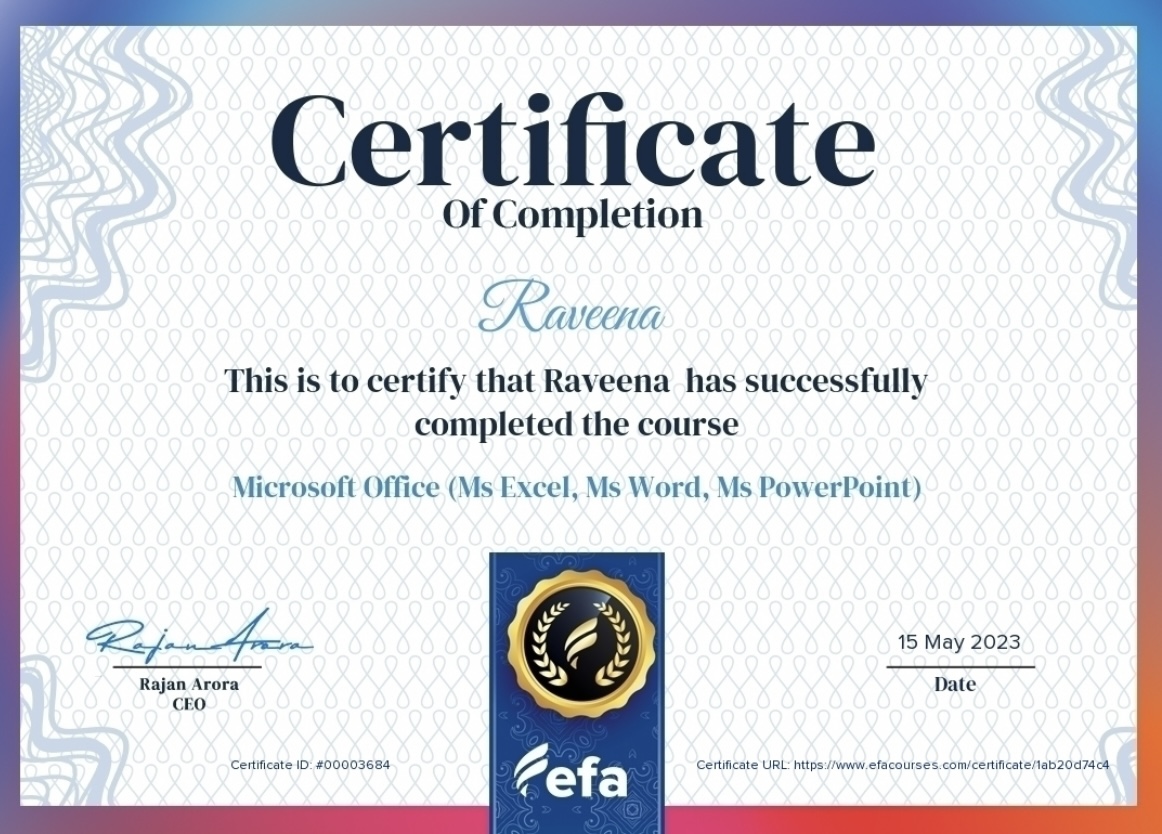 Certificate
Of Completion
Raveena
This is to certify that Raveena has successfully
completed the course
Microsoft Office (Ms Excel, Ms Word, Ms PowerPoint)
Rajan Arora
Rajan Arora
CEO
15 May 2023
Date
Certificate ID: #00003684
efa
Certificate URL: https://www.efacourses.com/certificate/1ab20d74c4